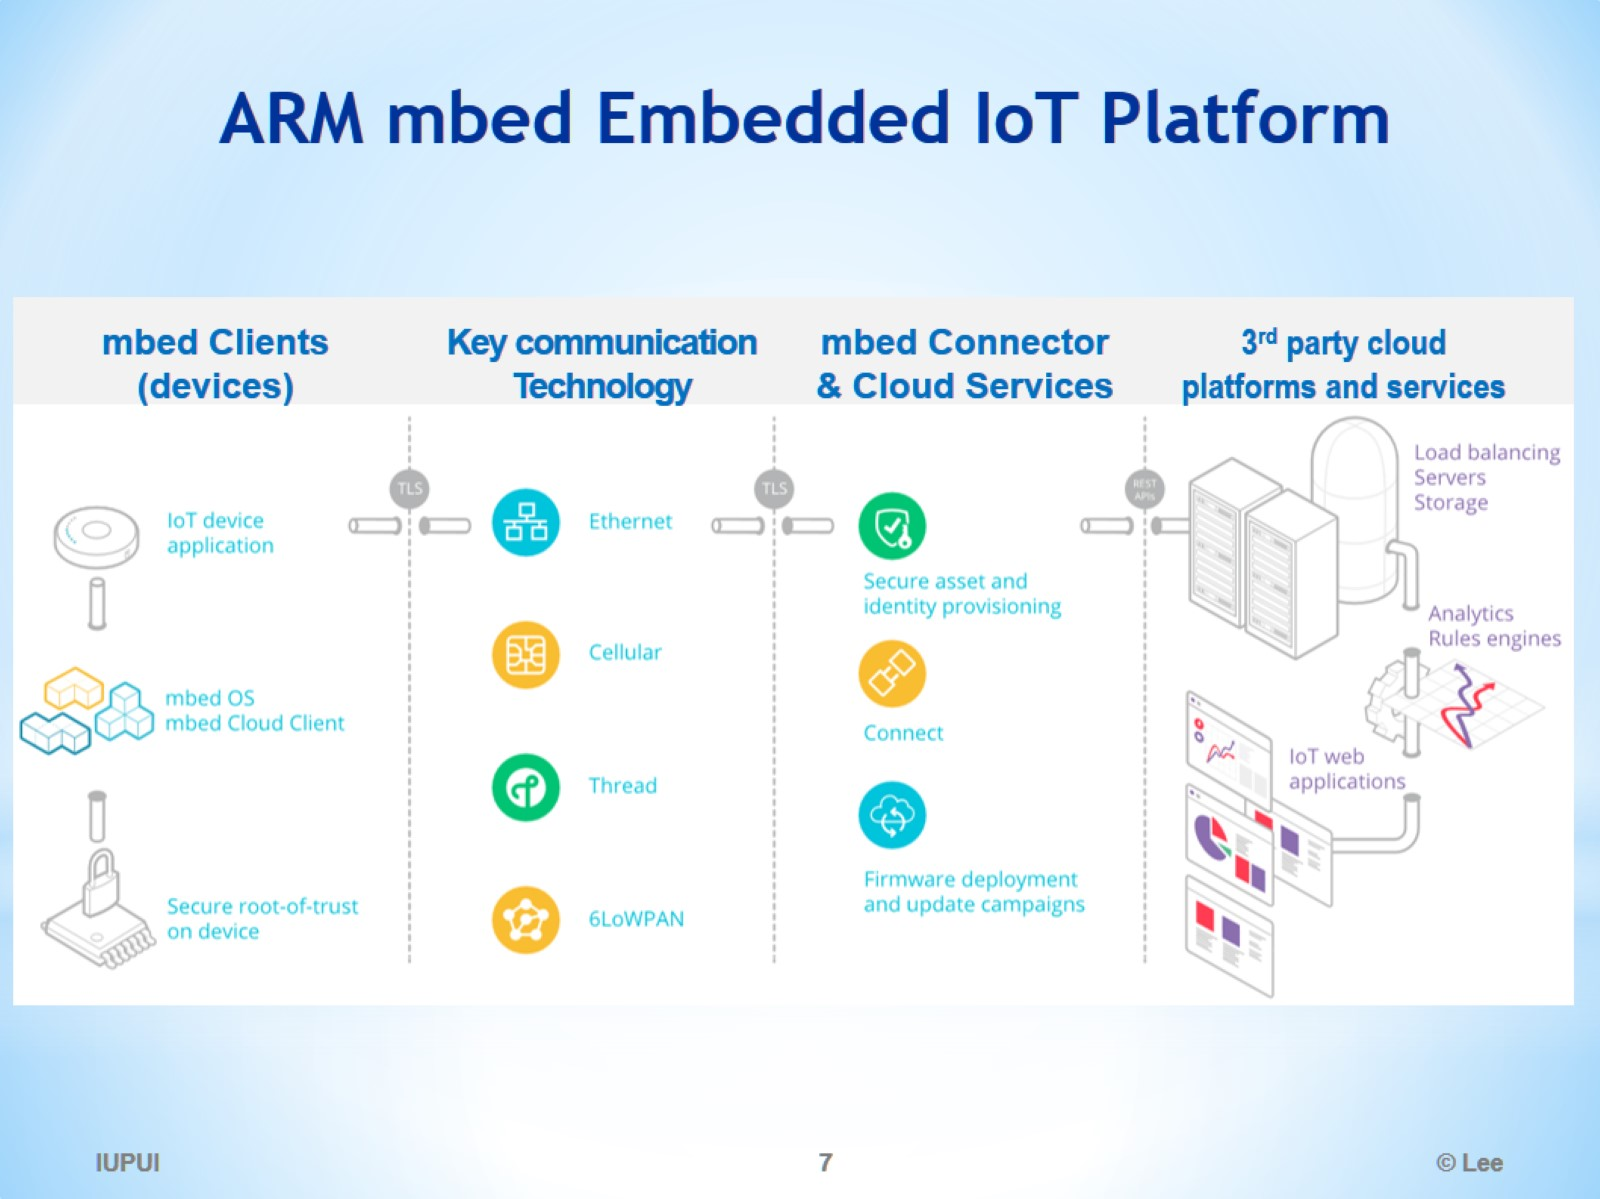 ARM mbed Embedded IoT Platform
mbed Clients
(devices)
Key communication
Technology
mbed Connector
& Cloud Services
3rd party cloud
platforms and services
TLS
TLS
REST
APIs
IoT device
application
mbed OS
mbed Cloud Client
Secure root-of-trust
on device
Ethernet
Cellular
Thread
6LoWPAN
Secure asset and
identity provisioning
Connect
Firmware deployment
and update campaigns
Load balancing
Servers
Storage
Analytics
Rules engines
IoT web
applications
IUPUI
7
© Lee